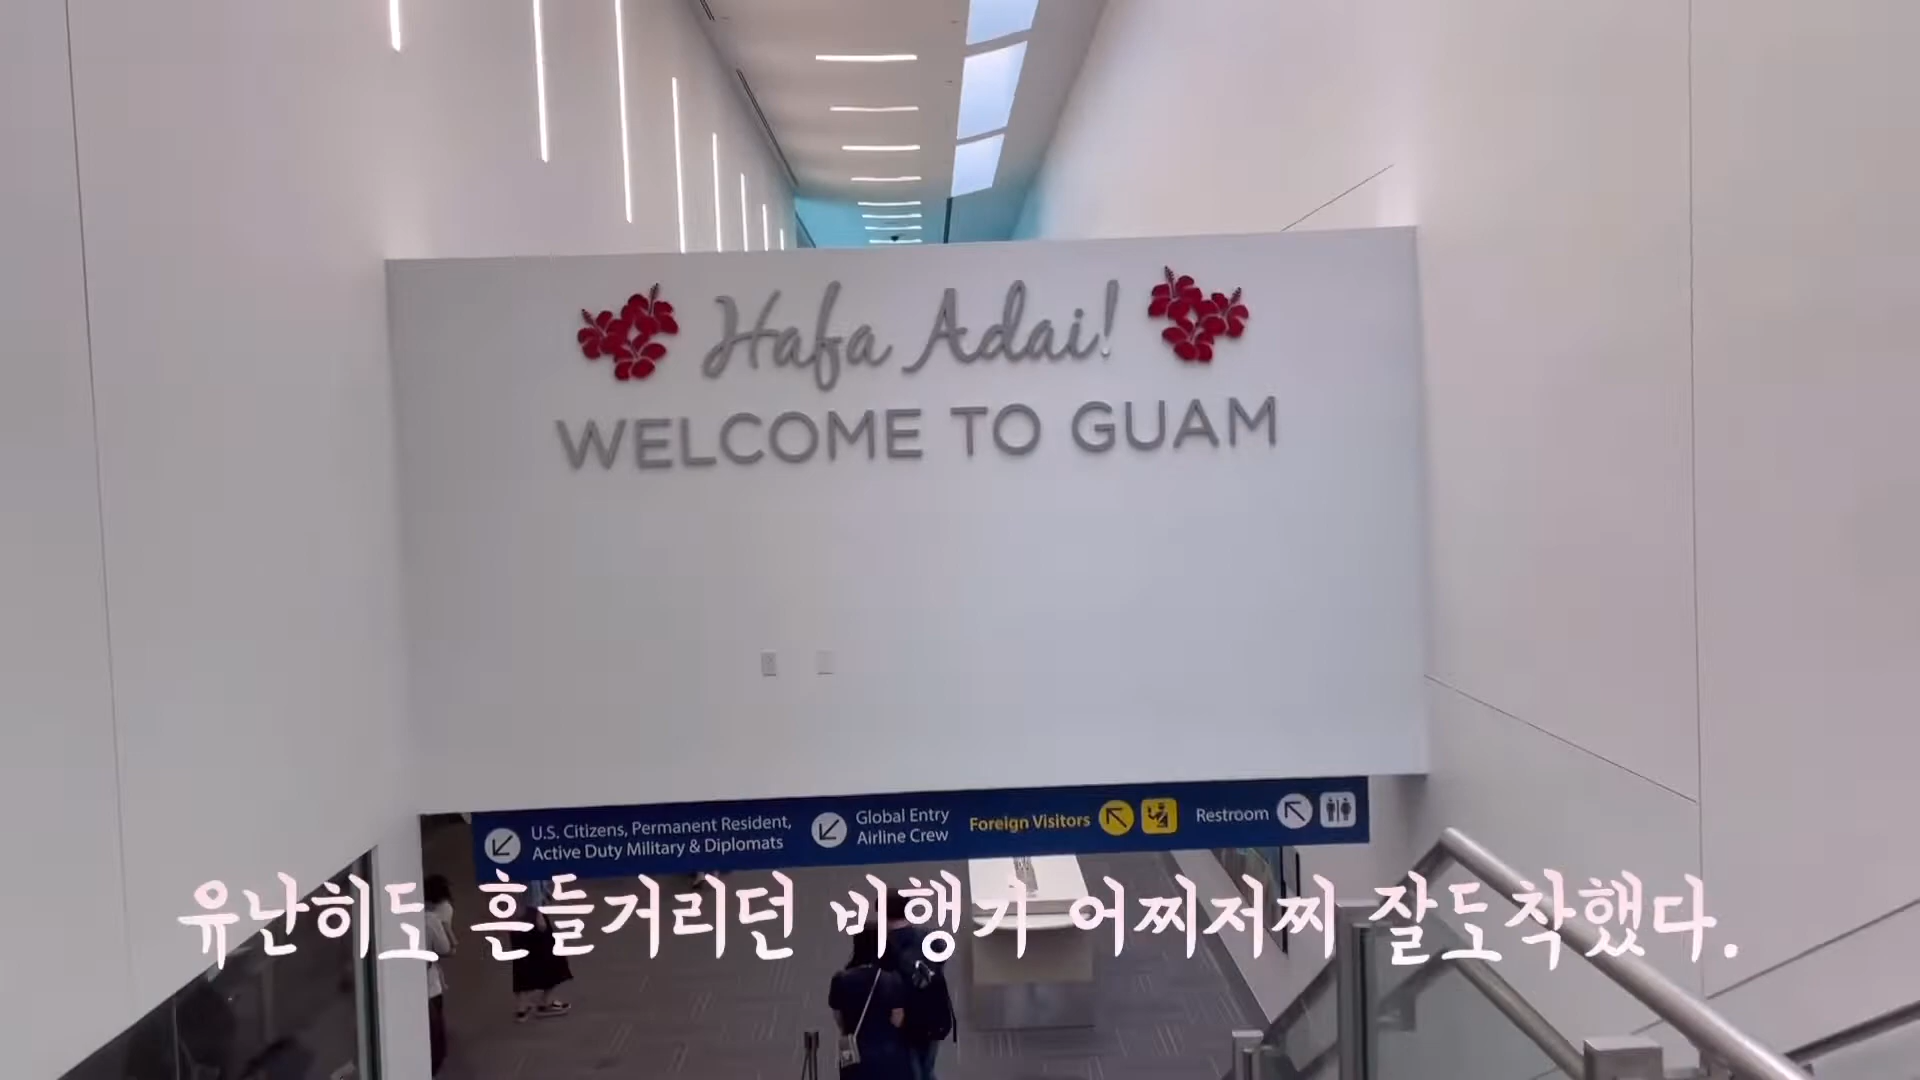 Hafa Adai!
WELCOME TO GUAM
U.S. Citizens, Permanent Resident,
Active Duty Military & Diplomats
Global Entry
Airline Crew
Foreign Visitors
Restroom
유난히도 흔들거리던 비행기 어찌저찌 잘도착했다.